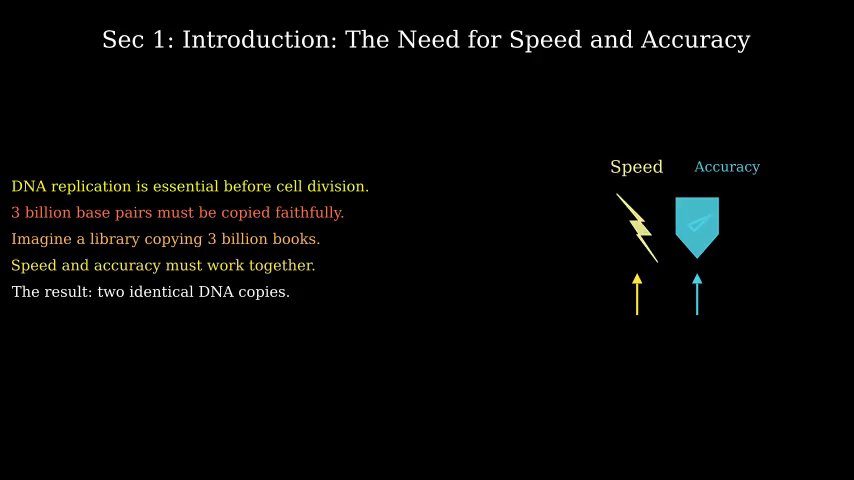 Sec 1: Introduction: The Need for Speed and Accuracy
DNA replication is essential before cell division.
3 billion base pairs must be copied faithfully.
Imagine a library copying 3 billion books.
Speed and accuracy must work together.
The result: two identical DNA copies.
Speed
Accuracy